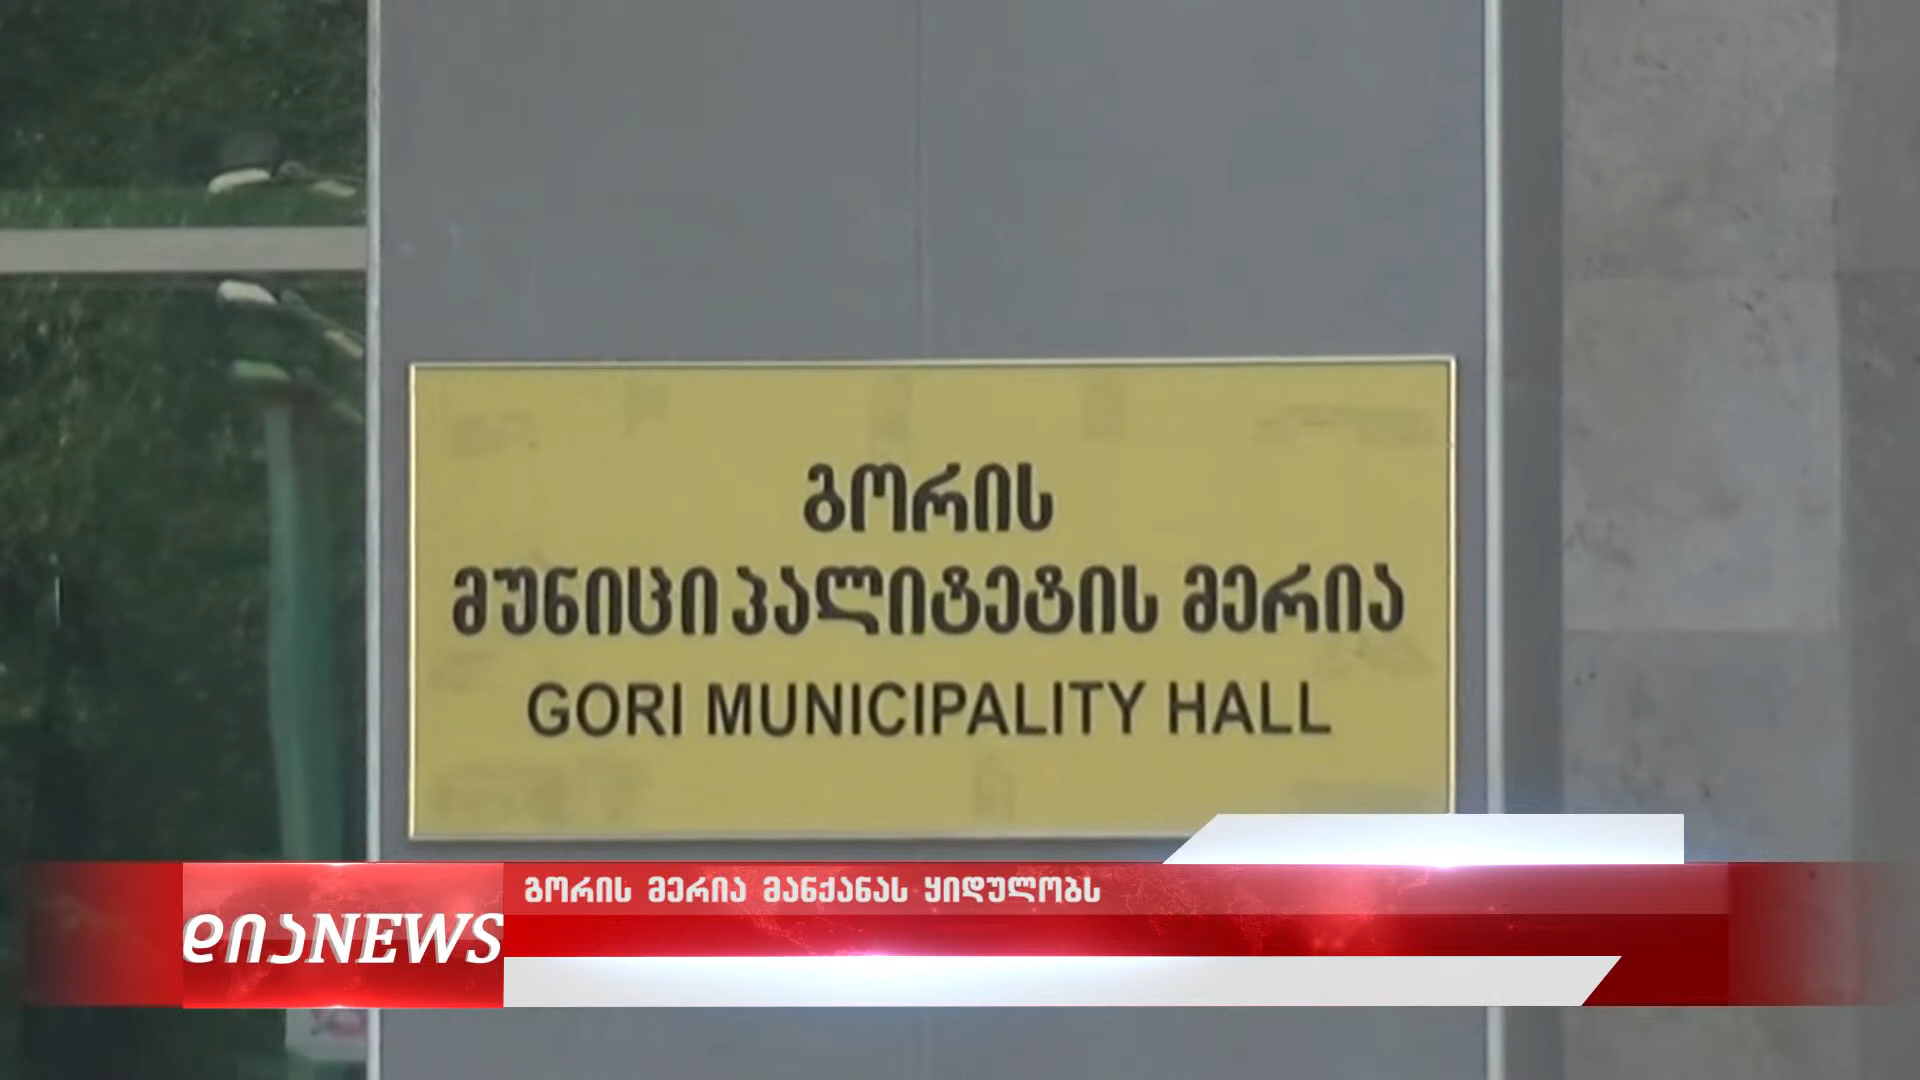 გორის
მუნიციპალიტეტის მერია
GORI MUNICIPALITY HALL
გორის მერია მანქანას ყიდულობს
დიაNEWS